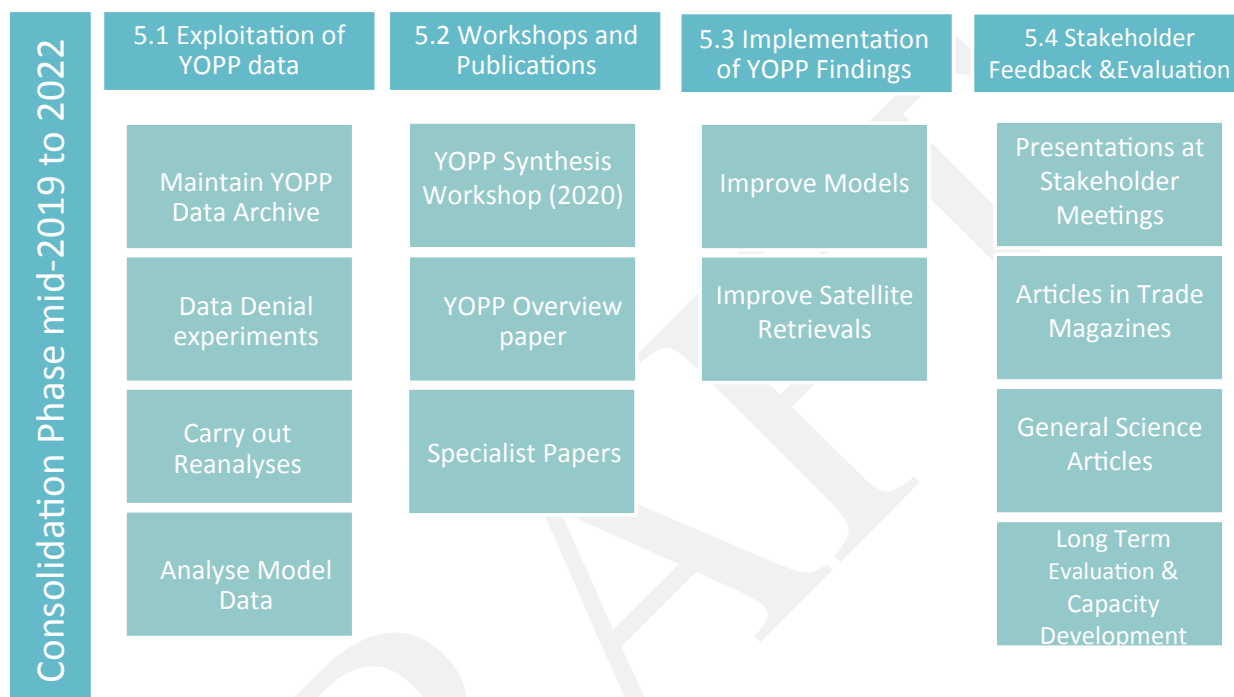 Consolidation Phase mid-2019 to 2022
5.1 Exploitation of
YOPP data
Maintain YOPP
Data Archive
Data Denial
experiments
Carry out
Reanalyses
Analyse Model
Data
5.2 Workshops and
Publications
YOPP Synthesis
Workshop (2020)
YOPP Overview
paper
Specialist Papers
5.3 Implementation
of YOPP Findings
Improve Models
Improve Satellite
Retrievals
5.4 Stakeholder
Feedback &Evaluation
Presentations at
Stakeholder
Meetings
Articles in Trade
Magazines
General Science
Articles
Long Term
Evaluation &
Capacity
Development